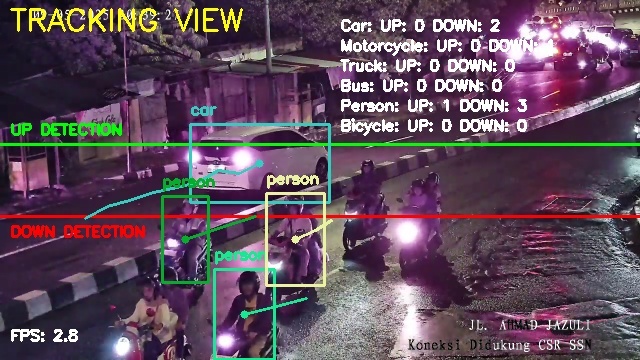 TRACKING VIEW
Car: UP: 0 DOWN: 2
Motorcycle: UP: 0 DOWN:
Truck: UP: 0 DOWN: 0
Bus: UP: 0 DOWN: 0
Person: UP: 1 DOWN: 3
Bicycle: UP: 0 DOWN: 0
car
UP DETECTION
person
person
DOWN DETECTION
person
FPS: 2.8
JL. AHMAD JAZULI
Koneksi Didukung CSR SSN